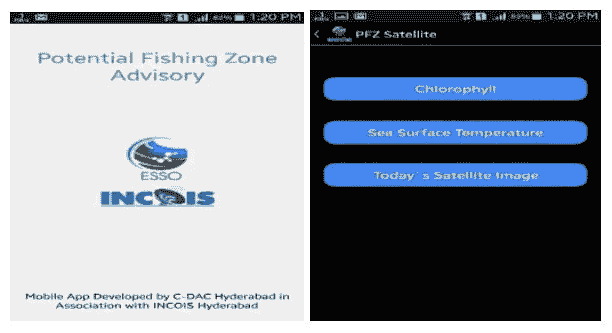 1:20 PM
Potential Fishing Zone
Advisory
ESSO
INCOIS
Mobile App Developed by C-DAC Hyderabad in
Association with INCOIS Hyderabad
1:20 PM
PFZ Satellite
Chlorophyll
Sea Surface Temperature
Today`s Satellite Image